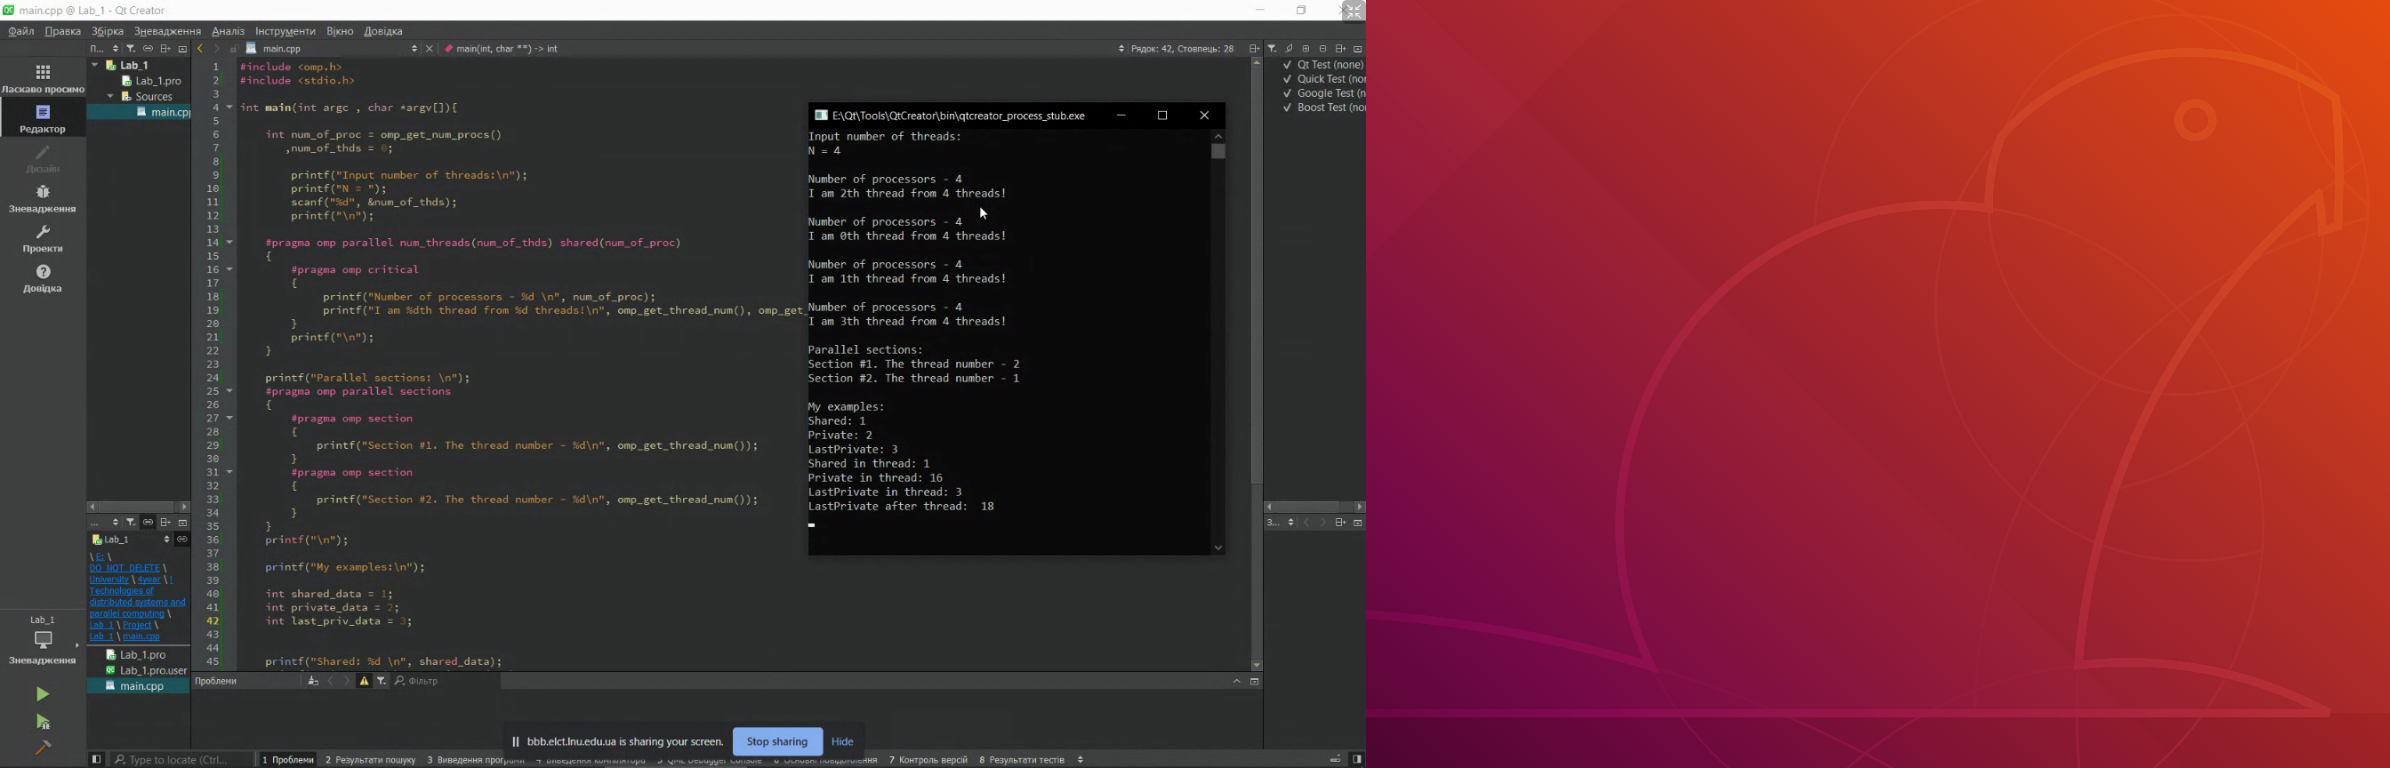 main.cpp @ Lab_1 - Qt Creator
Файл Правка Збірка Зневадження Аналіз Інструменти Вікно Довідка
П... main.cpp main(int, char **) -> int Рядок: 42, Стовпець: 28
Ласкаво просимо
Редактор
Дизайн
Зневадження
Проекти
Довідка
Lab_1
Lab_1.pro
Sources
main.cpp
1 #include <omp.h>
2 #include <stdio.h>
3
4 int main(int argc , char *argv[]){
5
6 int num_of_proc = omp_get_num_procs()
7 ,num_of_thds = 0;
8
9 printf("Input number of threads:\n");
10 printf("N = ");
11 scanf("%d", &num_of_thds);
12 printf("\n");
13
14 #pragma omp parallel num_threads(num_of_thds) shared(num_of_proc)
15 {
16 #pragma omp critical
17 {
18 printf("Number of processors - %d \n", num_of_proc);
19 printf("I am %dth thread from %d threads!\n", omp_get_thread_num(), omp_get_
20 }
21 printf("\n");
22 }
23
24 printf("Parallel sections: \n");
25 #pragma omp parallel sections
26 {
27 #pragma omp section
28 {
29 printf("Section #1. The thread number - %d\n", omp_get_thread_num());
30 }
31 #pragma omp section
32 {
33 printf("Section #2. The thread number - %d\n", omp_get_thread_num());
34 }
35 }
36 printf("\n");
37
38 printf("My examples:\n");
39
40 int shared_data = 1;
41 int private_data = 2;
42 int last_priv_data = 3;
43
44
45 printf("Shared: %d \n", shared_data);
E:\Qt\Tools\QtCreator\bin\qtcreator_process_stub.exe
Input number of threads:
N = 4
Number of processors - 4
I am 2th thread from 4 threads!
Number of processors - 4
I am 0th thread from 4 threads!
Number of processors - 4
I am 1th thread from 4 threads!
Number of processors - 4
I am 3th thread from 4 threads!
Parallel sections:
Section #1. The thread number - 2
Section #2. The thread number - 1
My examples:
Shared: 1
Private: 2
LastPrivate: 3
Shared in thread: 1
Private in thread: 16
LastPrivate in thread: 3
LastPrivate after thread: 18
Qt Test (none)
Quick Test (nor
Google Test (n
Boost Test (nor
З...
...
Lab_1
\ E: \
DO_NOT_DELETE \
University \ 4year \ I
Technologies of
distributed systems and
parallel computing \
Lab_1 \ Project \
Lab_1 \ main.cpp
Lab_1
Зневадження
Lab_1.pro
Lab_1.pro.user
main.cpp
Проблеми Фільтр
bbb.elct.lnu.edu.ua is sharing your screen. Stop sharing Hide
Type to locate (Ctrl... 1 Проблеми 2 Результати пошуку 3 Виведення програми 4 Виведення компілятора 5 QML Debugger Console 6 Основні повідомлення 7 Контроль версій 8 Результати тестів